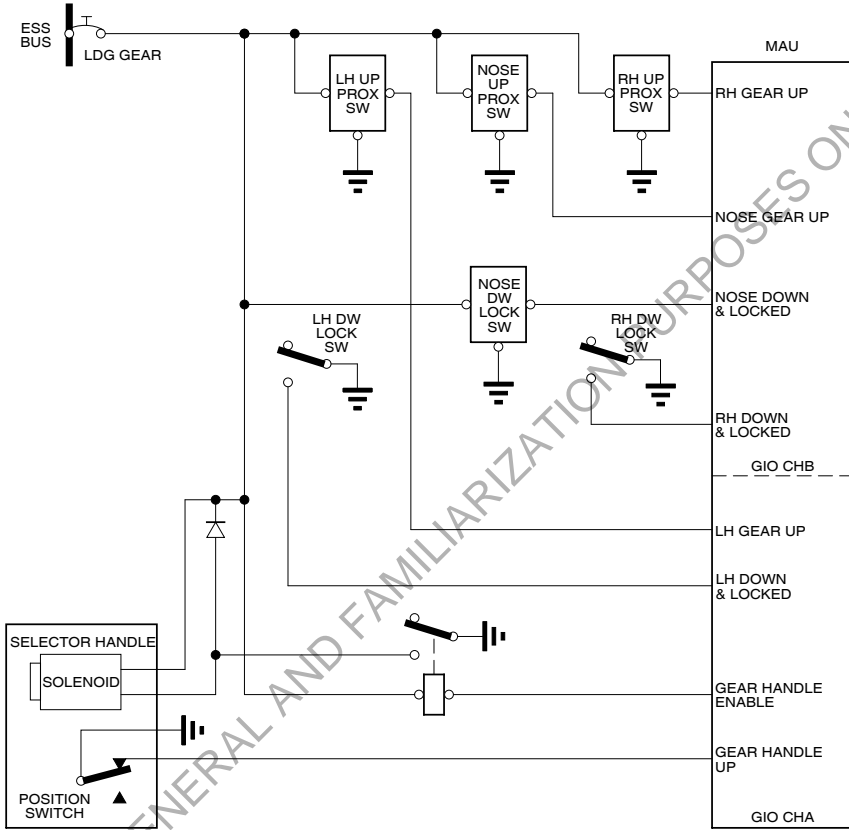 ESS
BUS
LDG GEAR
MAU
LH UP
PROX
SW
NOSE
UP
PROX
SW
RH UP
PROX
SW
RH GEAR UP
NOSE GEAR UP
NOSE
DW
LOCK
SW
NOSE DOWN
& LOCKED
LH DW
LOCK
SW
RH DW
LOCK
SW
RH DOWN
& LOCKED
GIO CHB
LH GEAR UP
LH DOWN
& LOCKED
SELECTOR HANDLE
SOLENOID
GEAR HANDLE
ENABLE
GEAR HANDLE
UP
POSITION
SWITCH
GIO CHA
AND FAMILIARIZATION PURPOSES